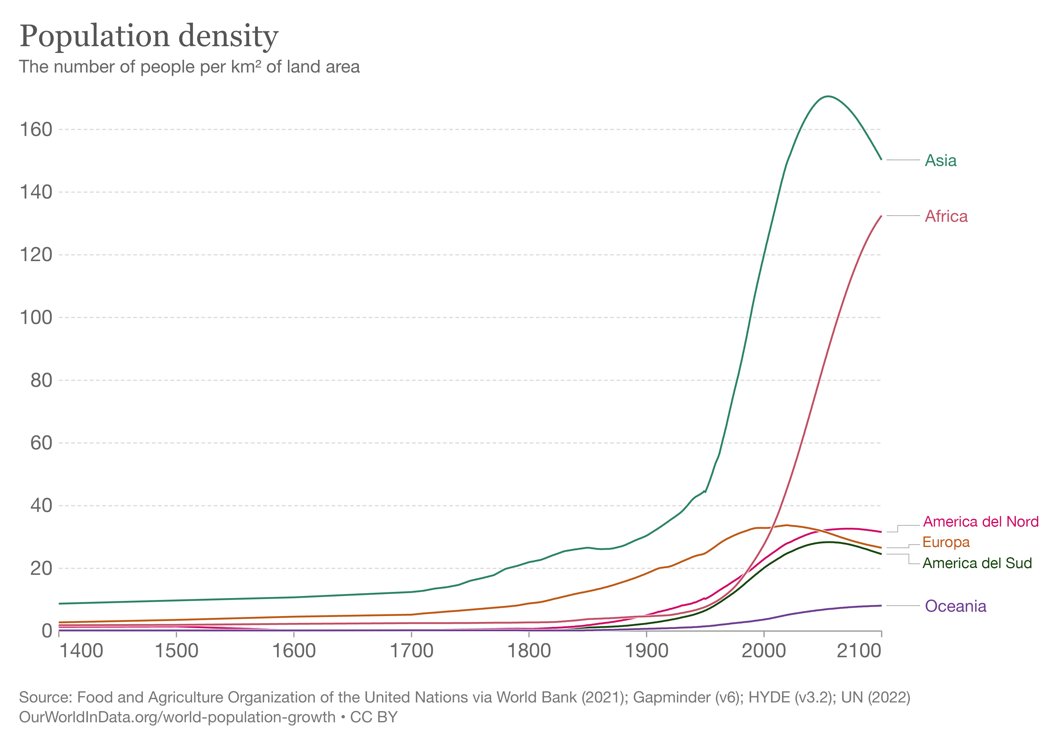 Population density
The number of people per km² of land area
160
140
120
100
80
60
40
20
0
Asia
Africa
America del Nord
Europa
America del Sud
Oceania
1400 1500 1600 1700 1800 1900 2000 2100
Source: Food and Agriculture Organization of the United Nations via World Bank (2021); Gapminder (v6); HYDE (v3.2); UN (2022)
OurWorldInData.org/world-population-growth • CC BY